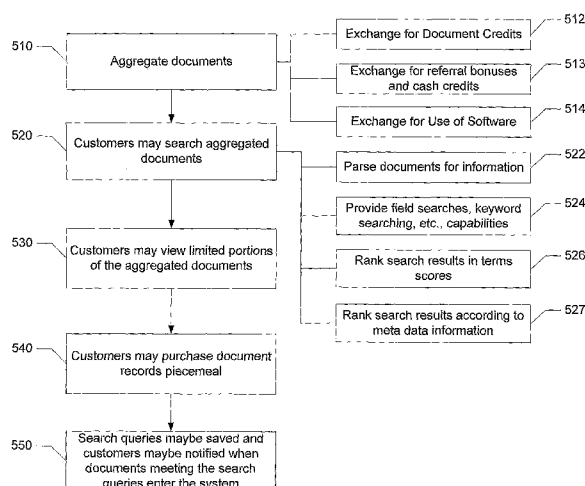 510
Aggregate documents
Exchange for Document Credits
512
Exchange for referral bonuses
and cash credits
513
Exchange for Use of Software
514
520
Customers may search aggregated
documents
Parse documents for information
522
Provide field searches, keyword
searching, etc., capabilities
524
Rank search results in terms
scores
526
Rank search results according to
meta data information
527
530
Customers may view limited portions
of the aggregated documents
540
Customers may purchase document
records piecemeal
550
Search queries maybe saved and
customers maybe notified when
documents meeting the search
queries enter the system